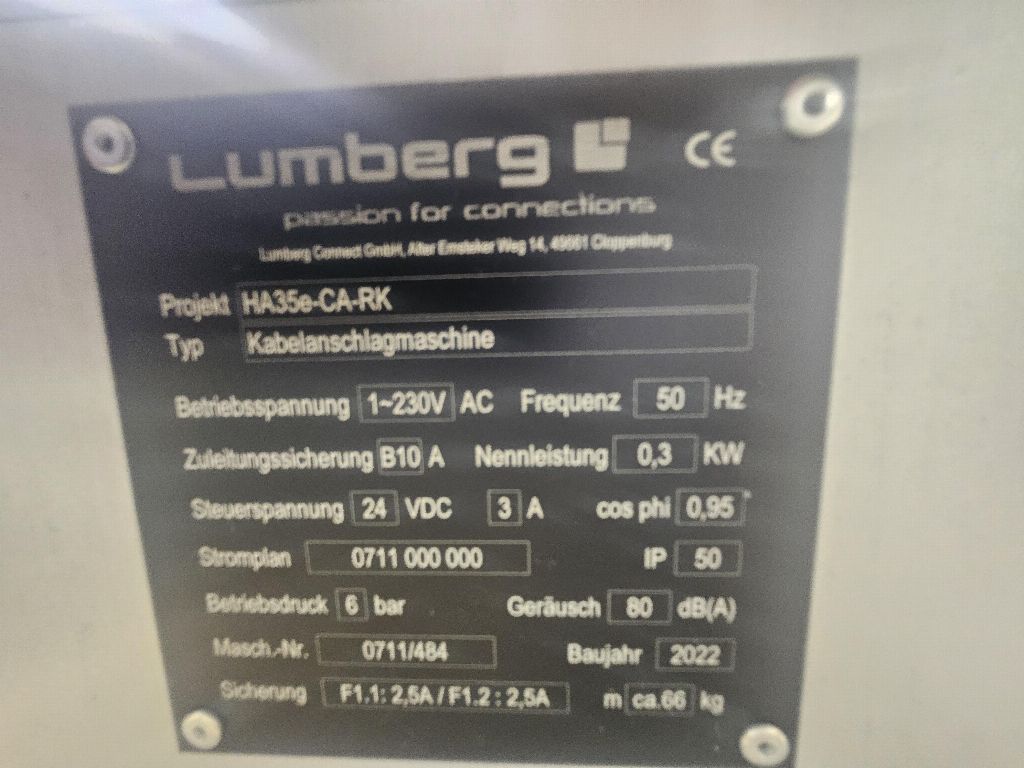 Lumberg CE
passion for connections
Lumberg Connect GmbH, Alter Emsteker Weg 14, 49661 Cloppenburg
Projekt HA35e-CA-RK
Typ Kabelanschlagmaschine
Betriebsspannung 1~230V AC Frequenz 50 Hz
Zuleitungssicherung B10 A Nennleistung 0,3 KW
Steuerspannung 24 VDC 3 A cos phi 0,95
Stromplan 0711 000 000 IP 50
Betriebsdruck 6 bar Geräusch 80 dB(A)
Masch.-Nr. 0711/484 Baujahr 2022
Sicherung F1.1: 2,5A / F1.2 : 2,5A m ca.66 kg